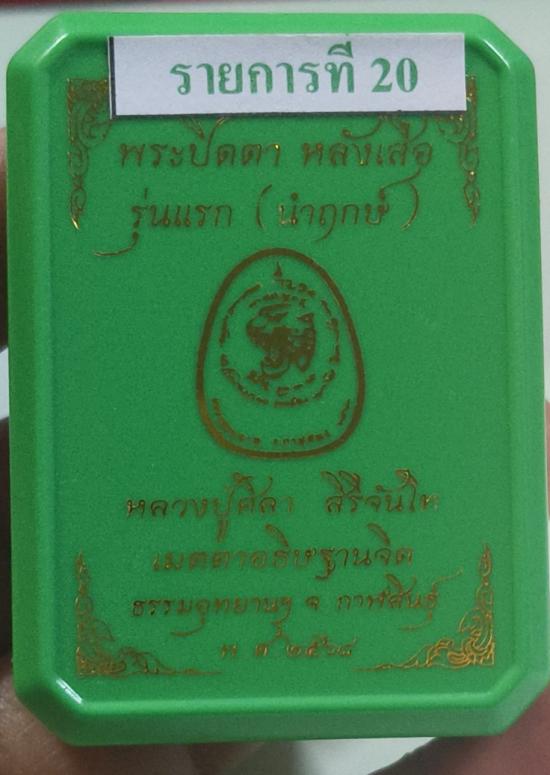 รายการที่ 20
พระปิดตา หลังเสือ
รุ่นแรก ( นำฤกษ์ )
หลวงปู่ศิลา สิริจันโท
เมตตาอธิษฐานจิต
ธรรมอุทยานฯ จ กาฬสินธุ์
พ ศ ๒๕๖๘